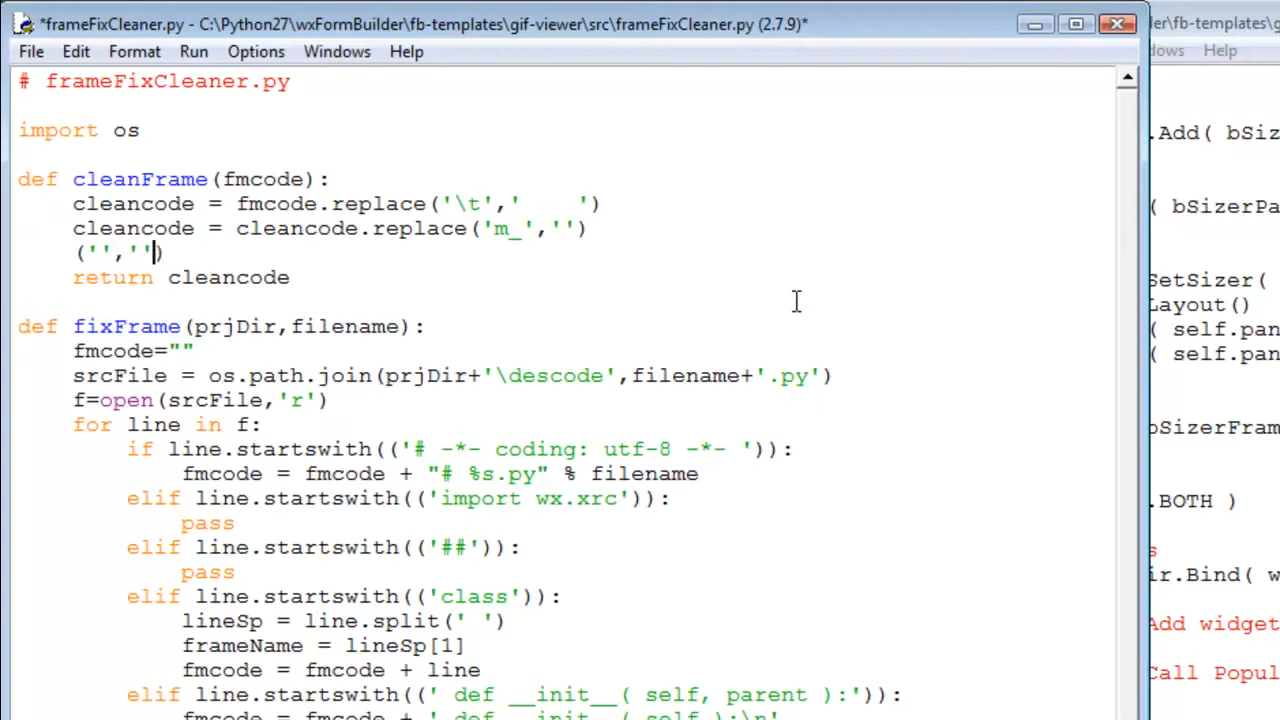 *frameFixCleaner.py - C:\Python27\wxFormBuilder\fb-templates\gif-viewer\src\frameFixCleaner.py (2.7.9)*
File Edit Format Run Options Windows Help
# frameFixCleaner.py
import os
def cleanFrame(fmcode):
    cleancode = fmcode.replace('\t','    ')
    cleancode = cleancode.replace('m_','')
    ('','')
    return cleancode
def fixFrame(prjDir,filename):
    fmcode=""
    srcFile = os.path.join(prjDir+'\descode',filename+'.py')
    f=open(srcFile,'r')
    for line in f:
        if line.startswith(('# -*- coding: utf-8 -*- ')):
            fmcode = fmcode + "# %s.py" % filename
        elif line.startswith(('import wx.xrc')):
            pass
        elif line.startswith(('##')):
            pass
        elif line.startswith(('class')):
            lineSp = line.split(' ')
            frameName = lineSp[1]
            fmcode = fmcode + line
        elif line.startswith((' def __init__( self, parent ):')):
            fmcode = fmcode + ' def __init__( self ):\n'
der/fb-templates\g
dows Help
.Add( bSiz
( bSizerPa
SetSizer(
Layout()
( self.pan
( self.pan
bSizerFram
.BOTH )
s
ir.Bind( w
Add widget
Call Popul